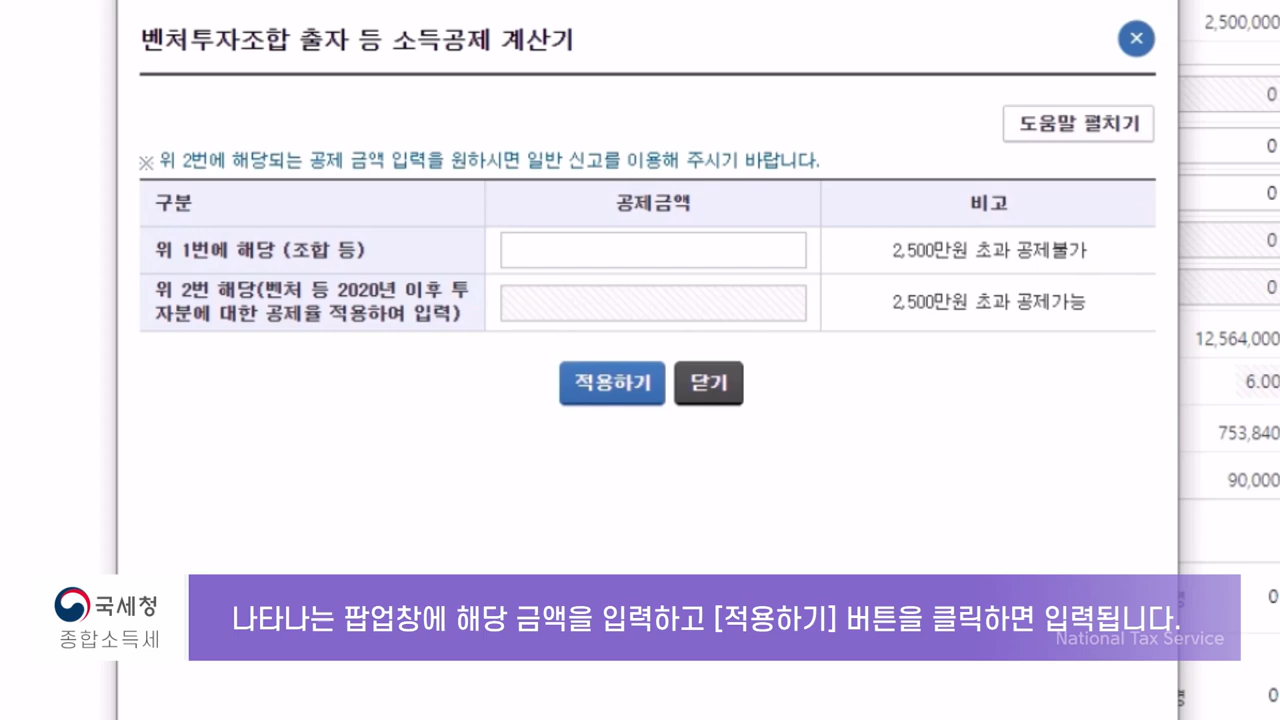 벤처투자조합 출자 등 소득공제 계산기
2,500,000
0
도움말 펼치기
0
※ 위 2번에 해당되는 공제 금액 입력을 원하시면 일반 신고를 이용해 주시기 바랍니다.
구분 공제금액 비고
0
위 1번에 해당 (조합 등) 2,500만원 초과 공제불가
0
위 2번 해당(벤처 등 2020년 이후 투
자분에 대한 공제율 적용하여 입력) 2,500만원 초과 공제가능
0
12,564,000
적용하기 닫기
6.00
753,840
90,000
0
국세청
종합소득세
나타나는 팝업창에 해당 금액을 입력하고 [적용하기] 버튼을 클릭하면 입력됩니다.
National Tax Service
0